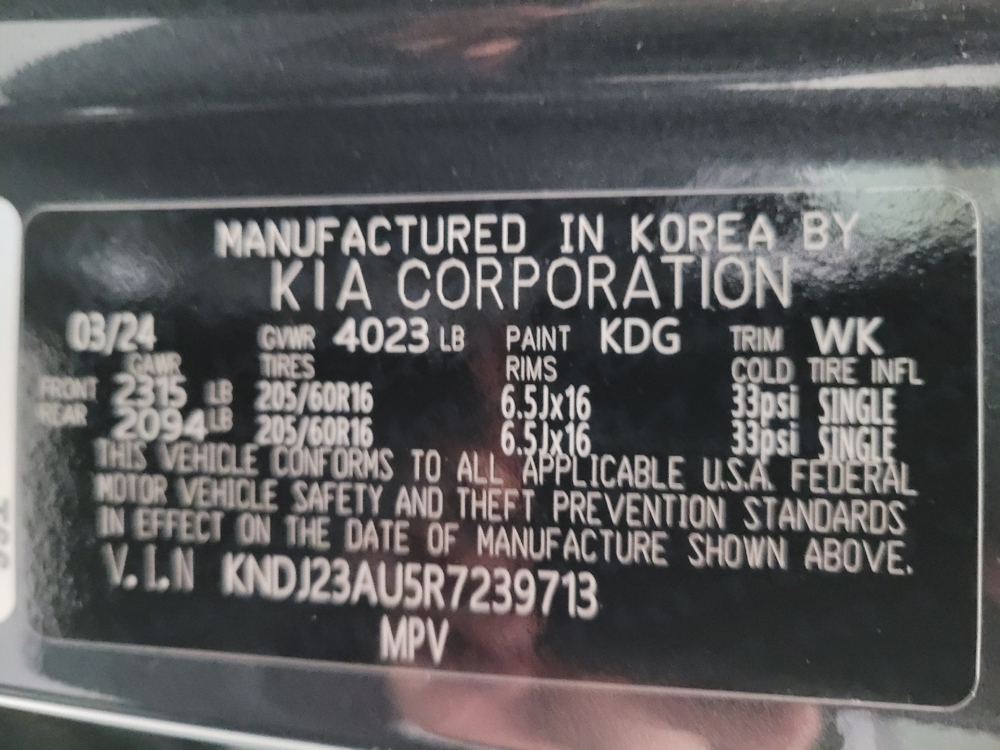 MANUFACTURED IN KOREA BY
KIA CORPORATION
03/24 GVWR 4023 LB PAINT KDG TRIM WK
GAWR TIRES RIMS COLD TIRE INFL
FRONT 2315 LB 205/60R16 6.5Jx16 33psi SINGLE
REAR 2094 LB 205/60R16 6.5Jx16 33psi SINGLE
THIS VEHICLE CONFORMS TO ALL APPLICABLE U.S.A. FEDERAL
MOTOR VEHICLE SAFETY AND THEFT PREVENTION STANDARDS
IN EFFECT ON THE DATE OF MANUFACTURE SHOWN ABOVE.
V.I.N KNDJ23AU5R7239713
MPV